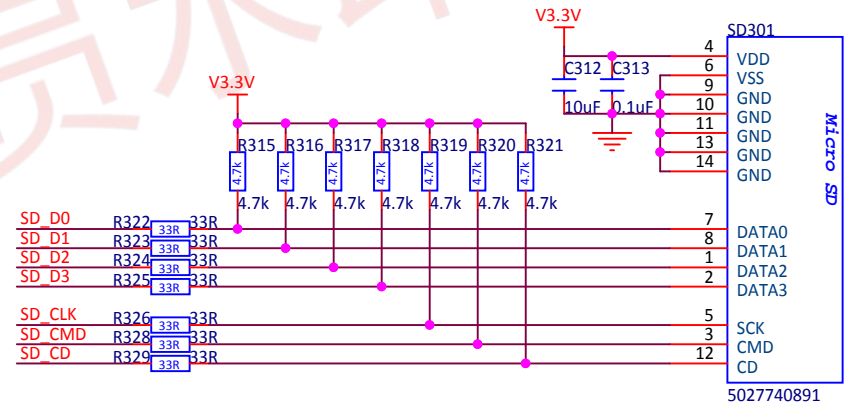 V3.3V
SD301
4 VDD
6 VSS
9 GND
10 GND
11 GND
13 GND
14 GND
C312 C313
10uF 0.1uF
Micro SD
V3.3V
R315 R316 R317 R318 R319 R320 R321
4.7k 4.7k 4.7k 4.7k 4.7k 4.7k 4.7k
4.7k 4.7k 4.7k 4.7k 4.7k 4.7k 4.7k
SD_D0 R322 33R 33R 7 DATA0
SD_D1 R323 33R 33R 8 DATA1
SD_D2 R324 33R 33R 1 DATA2
SD_D3 R325 33R 33R 2 DATA3
SD_CLK R326 33R 33R 5 SCK
SD_CMD R328 33R 33R 3 CMD
SD_CD R329 33R 33R 12 CD
5027740891